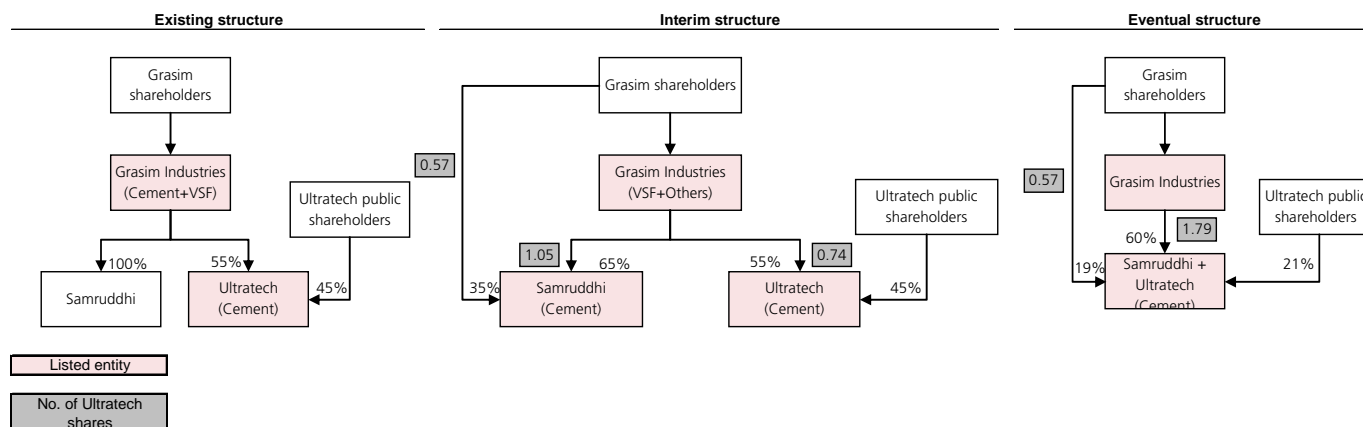 Existing structure
Interim structure
Eventual structure
Grasim
shareholders
Grasim Industries
(Cement+VSF)
Ultratech public
shareholders
100%
55%
45%
Samruddhi
Ultratech
(Cement)
Grasim shareholders
0.57
Grasim Industries
(VSF+Others)
Ultratech public
shareholders
1.05
65%
55%
0.74
35%
45%
Samruddhi
(Cement)
Ultratech
(Cement)
Grasim
shareholders
0.57
Grasim Industries
Ultratech public
shareholders
60%
1.79
19%
21%
Samruddhi +
Ultratech
(Cement)
Listed entity
No. of Ultratech
shares